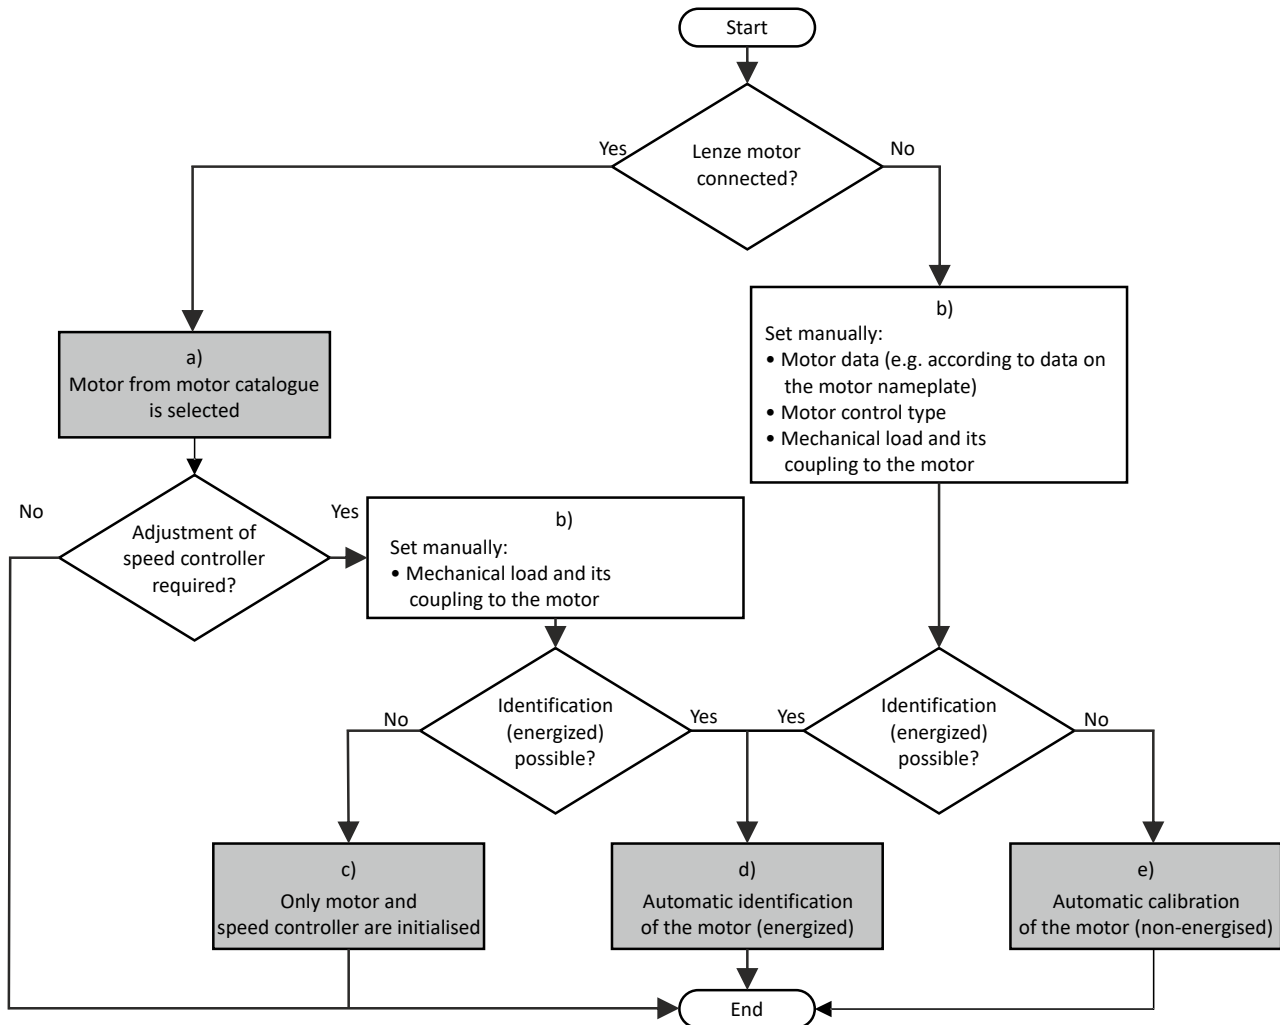 Start
Lenze motor
connected?
Yes
No
a)
Motor from motor catalogue
is selected
b)
Set manually:
• Motor data (e.g. according to data on
the motor nameplate)
• Motor control type
• Mechanical load and its
coupling to the motor
No
Adjustment of
speed controller
required?
Yes
b)
Set manually:
• Mechanical load and its
coupling to the motor
No
Identification
(energized)
possible?
Yes
Yes
Identification
(energized)
possible?
No
c)
Only motor and
speed controller are initialised
d)
Automatic identification
of the motor (energized)
e)
Automatic calibration
of the motor (non-energised)
End